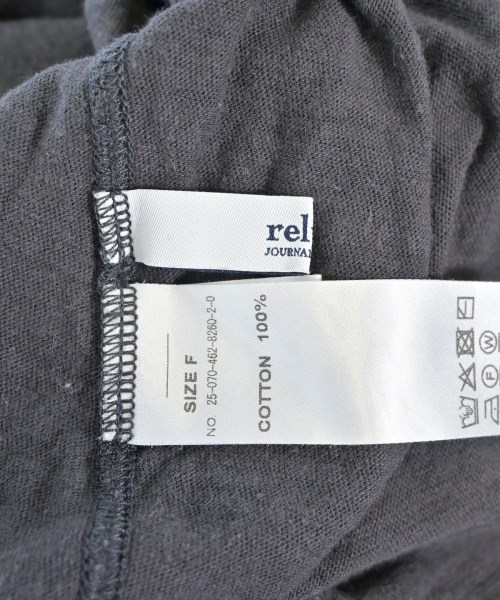 rel
JOURNA
SIZE F
NO. 25-070-462-8260-2-0
COTTON 100%
F
W